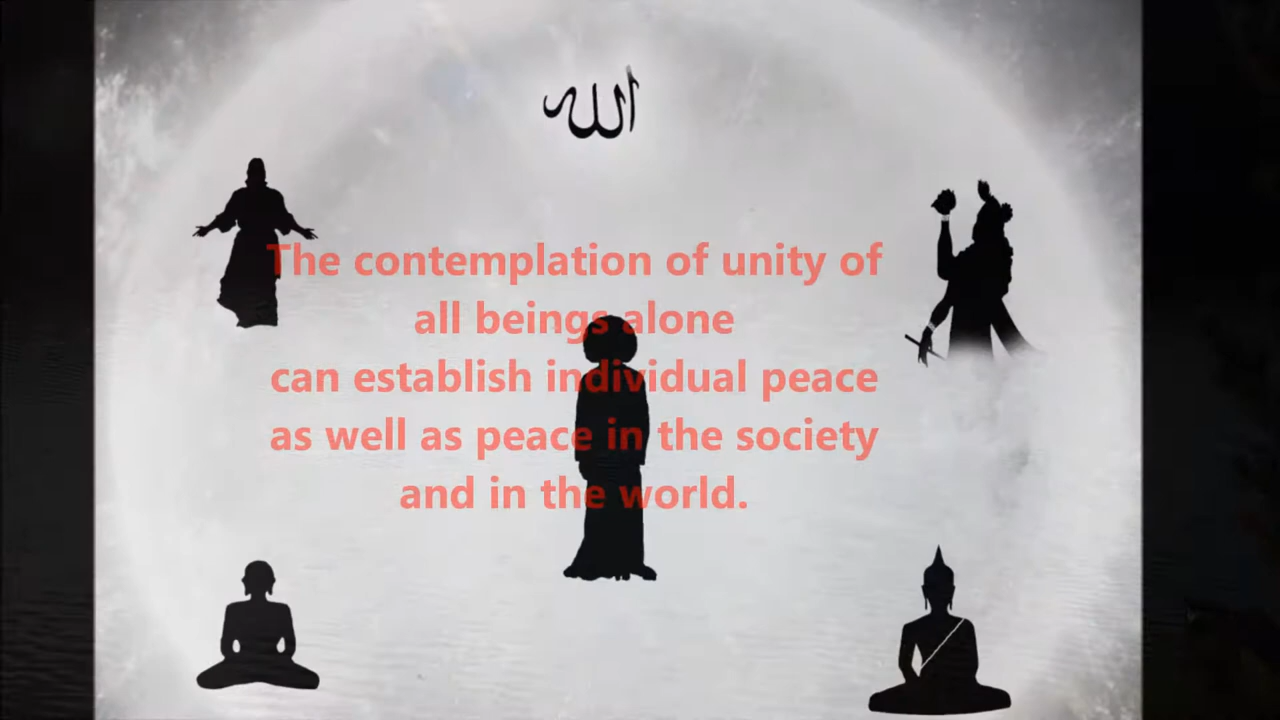 الله
The contemplation of unity of
all beings alone
can establish individual peace
as well as peace in the society
and in the world.